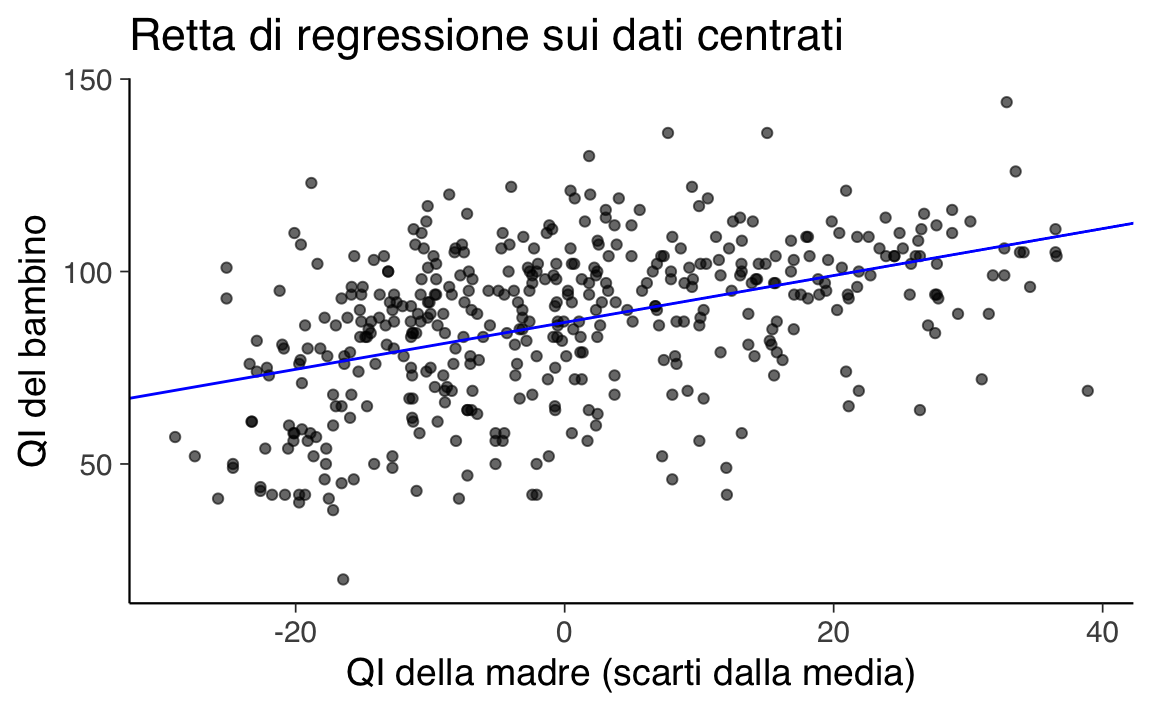 Retta di regressione sui dati centrati
150
100
50
QI del bambino
-20 0 20 40
QI della madre (scarti dalla media)